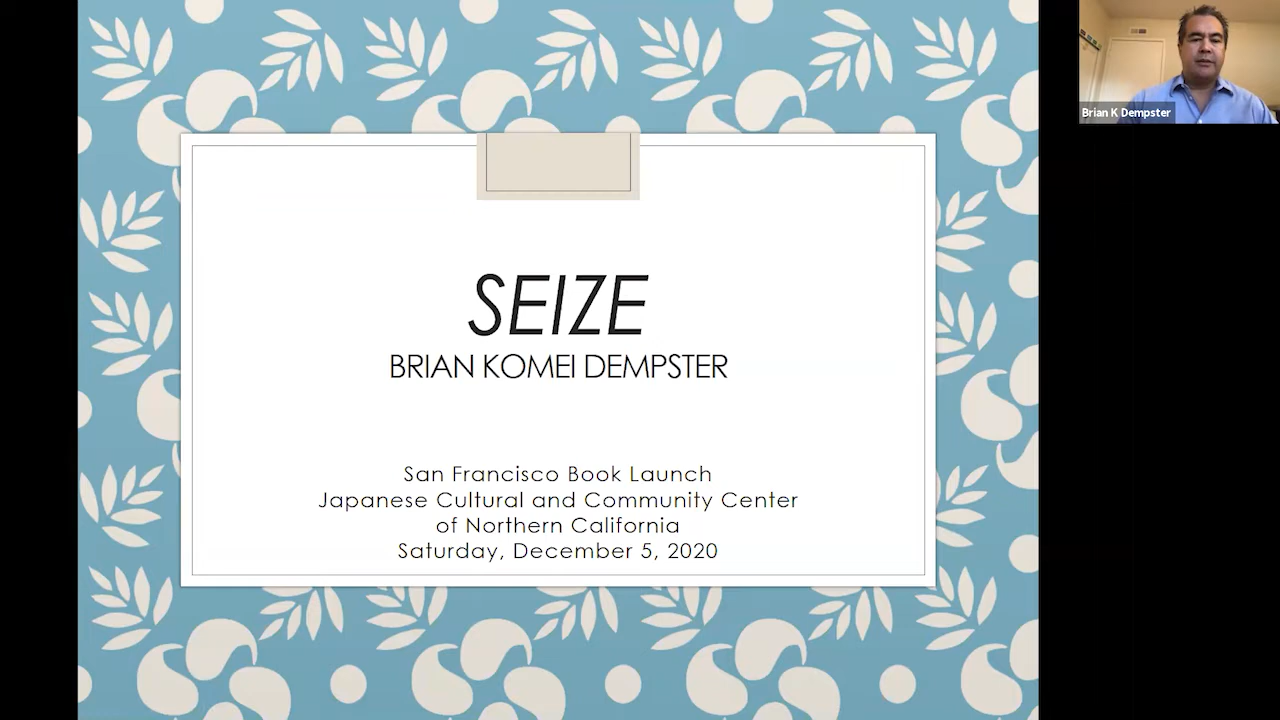 SEIZE
BRIAN KOMEI DEMPSTER
San Francisco Book Launch
Japanese Cultural and Community Center
of Northern California
Saturday, December 5, 2020
Brian K Dempster